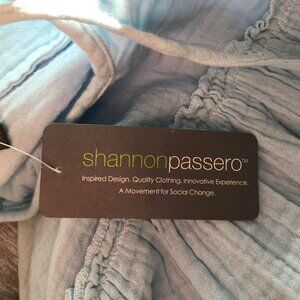 shannonpassero™
Inspired Design. Quality Clothing. Innovative Experience.
A Movement for Social Change.